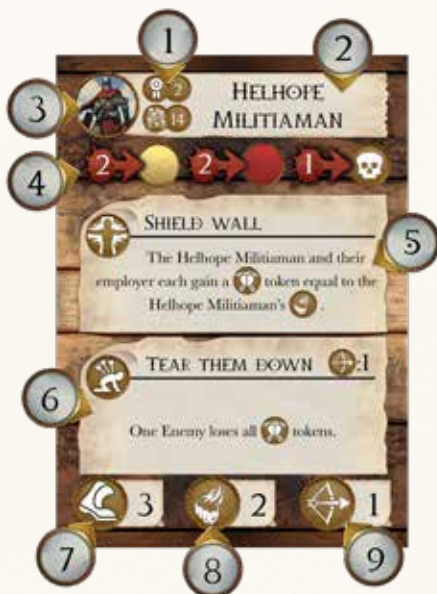 1
2
3
2
14
HELHOPE
MILITIAMAN
4
2
2
1
SHIELD WALL
5
The Helhope Militiaman and their
employer each gain a token equal to the
Helhope Militiaman's .
6
TEAR THEM DOWN :1
One Enemy loses all tokens.
3
2
1
7
8
9